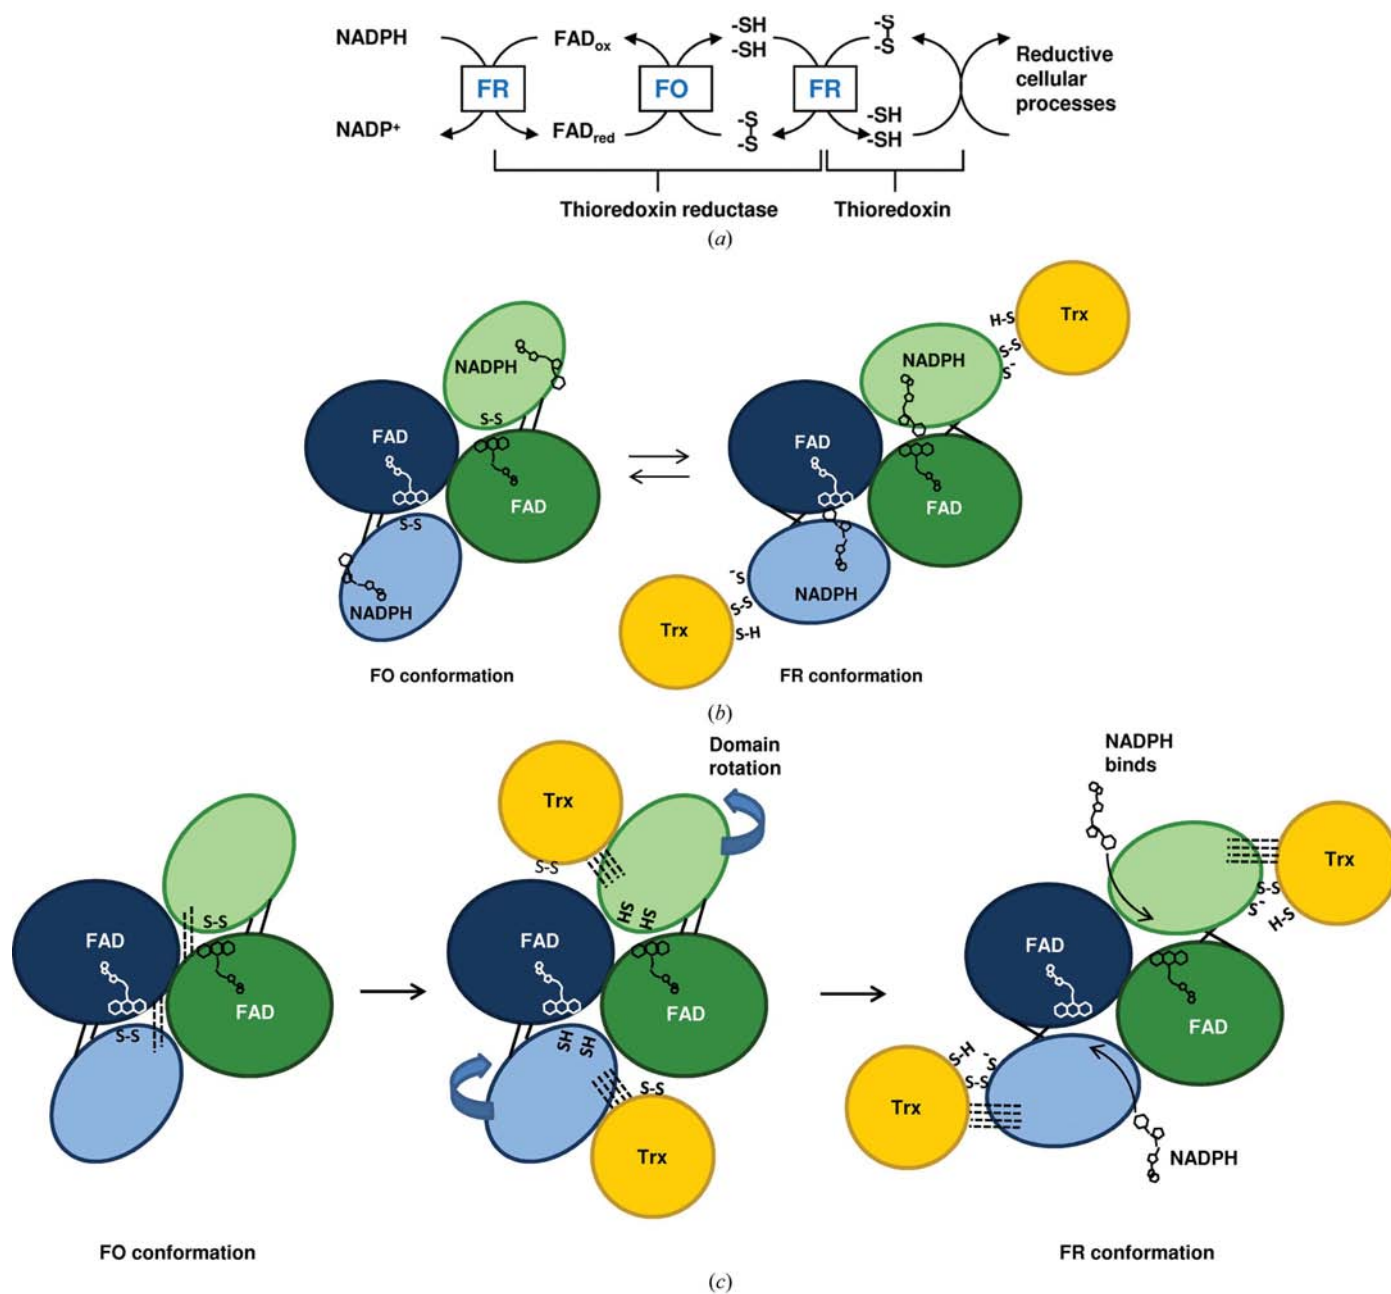 NADPH FADox -SH -SH -S -S Reductive
cellular
processes
FR FO FR
NADP+ FADred -S -S -SH -SH
Thioredoxin reductase Thioredoxin
(a)
NADPH
S-S
FAD
FAD
S-S
NADPH
FO conformation
H-S Trx
S-S
S-
NADPH
FAD
FAD
-S
S-S
S-H
Trx
NADPH
FR conformation
(b)
S-S
FAD
FAD
S-S
FO conformation
Domain
rotation
Trx
S-S
SH SH
FAD
FAD
SH SH
S-S
Trx
NADPH
binds
Trx
S-S
S-
H-S
FAD
FAD
S-H -S
S-S
Trx
NADPH
FR conformation
(c)